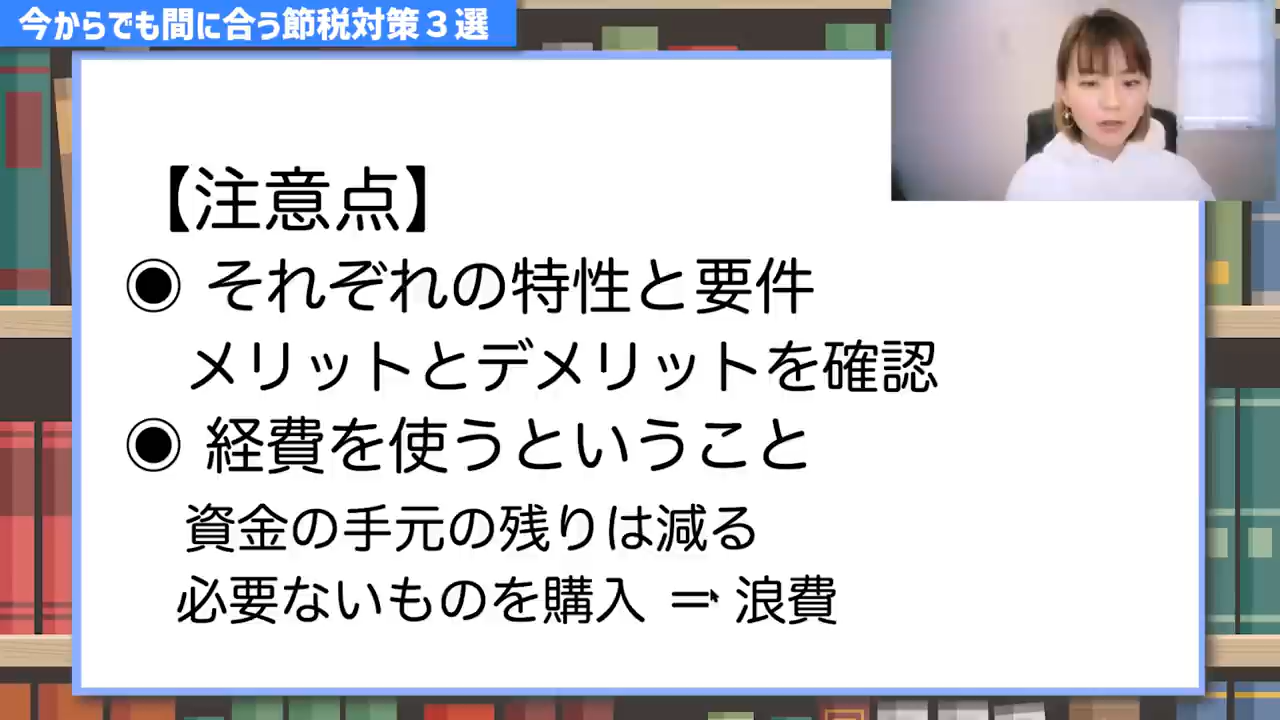 今からでも間に合う節税対策３選
【注意点】
◉ それぞれの特性と要件
メリットとデメリットを確認
◉ 経費を使うということ
資金の手元の残りは減る
必要ないものを購入 ⇒ 浪費